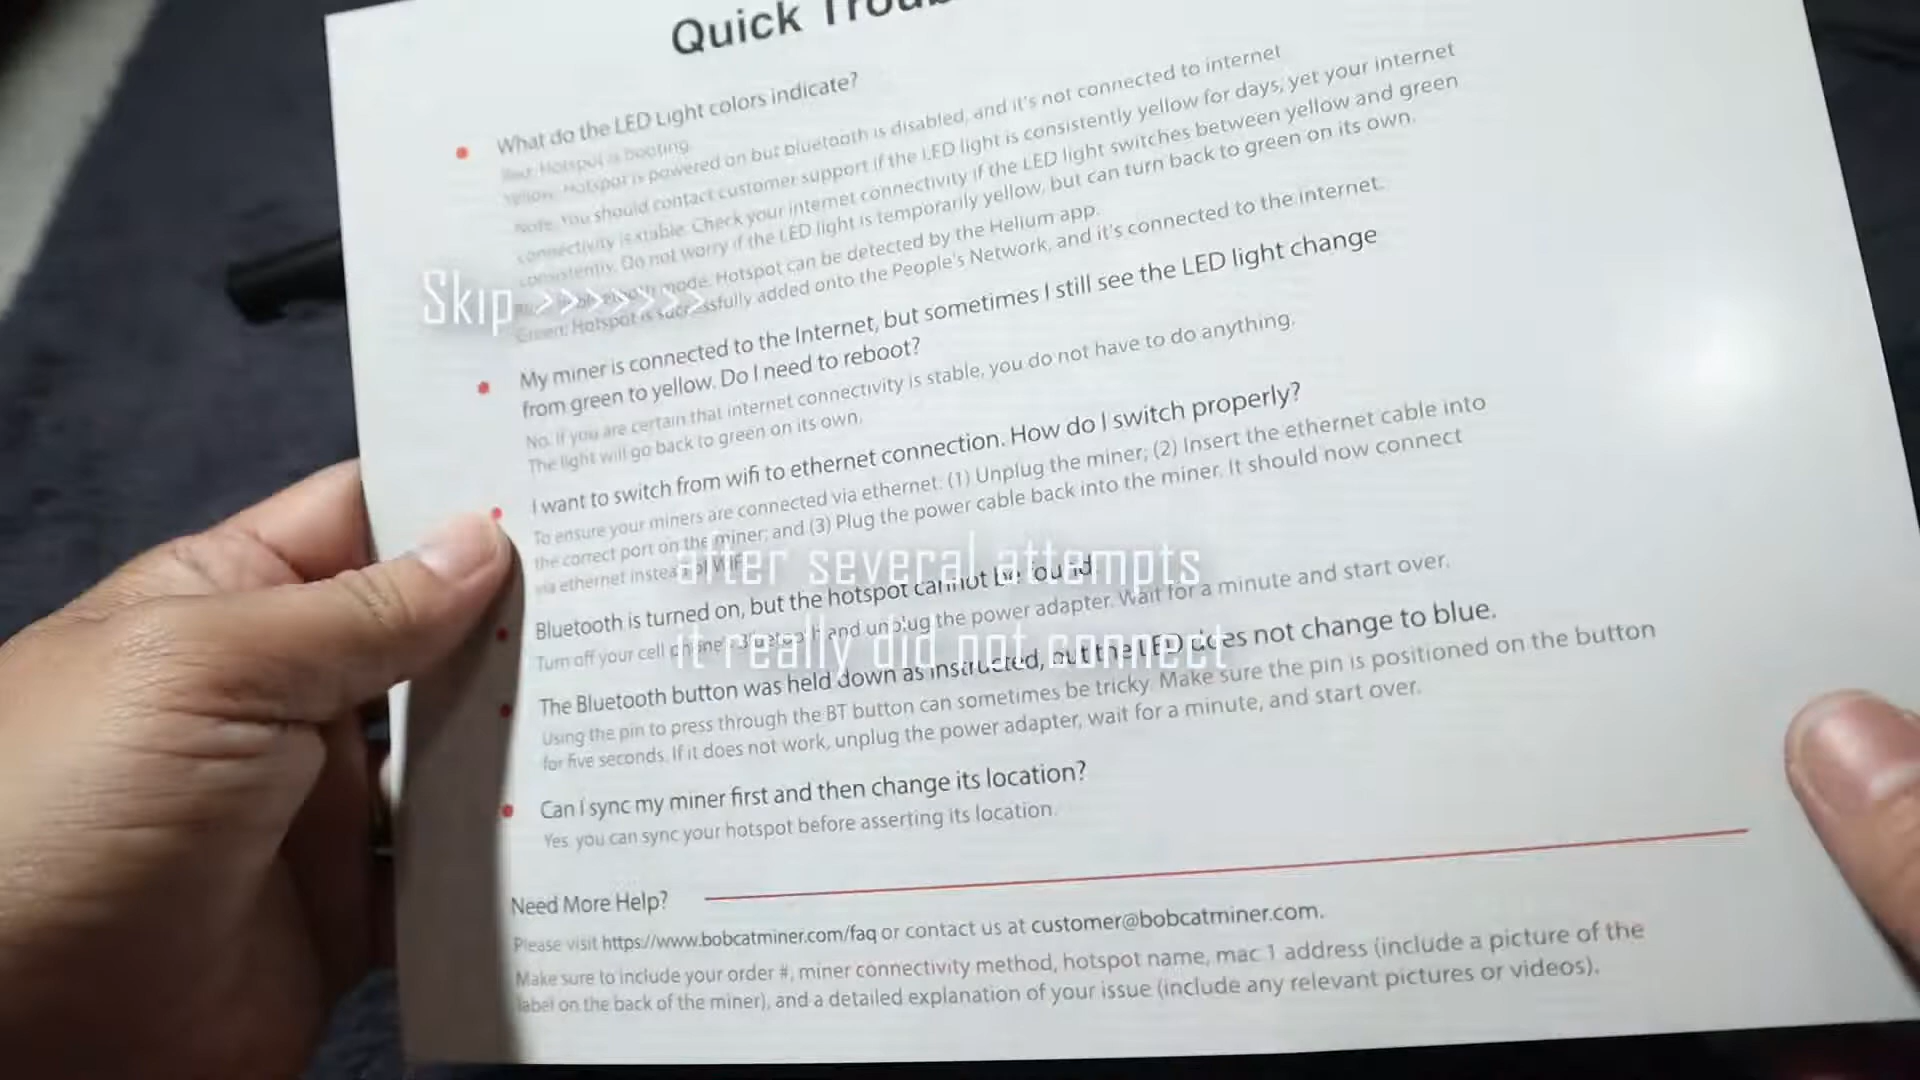 Quick
What do the LED Light colors indicate?
Red: Hotspot is booting.
Yellow: Hotspot is powered on but bluetooth is disabled, and it's not connected to internet
Note: You should contact customer support if the LED light is consistently yellow for days, yet your internet
connectivity is stable. Check your internet connectivity if the LED light switches between yellow and green
consistently. Do not worry if the LED light is temporarily yellow, but can turn back to green on its own.
mode. Hotspot can be detected by the Helium app.
Green: Hotspot is successfully added onto the People's Network, and it's connected to the internet.
Skip >>>>>>>
My miner is connected to the Internet, but sometimes I still see the LED light change
from green to yellow. Do I need to reboot?
No. If you are certain that internet connectivity is stable, you do not have to do anything.
The light will go back to green on its own.
I want to switch from wifi to ethernet connection. How do I switch properly?
To ensure your miners are connected via ethernet: (1) Unplug the miner; (2) Insert the ethernet cable into
the correct port on the miner; and (3) Plug the power cable back into the miner. It should now connect
via ethernet instead of WIFI
after several attempts
it really did not connect
Bluetooth is turned on, but the hotspot cannot be found.
Turn off your cell phone's Bluetooth and unplug the power adapter. Wait for a minute and start over.
The Bluetooth button was held down as instructed, but the LED does not change to blue.
Using the pin to press through the BT button can sometimes be tricky. Make sure the pin is positioned on the button
for five seconds. If it does not work, unplug the power adapter, wait for a minute, and start over.
Can I sync my miner first and then change its location?
Yes, you can sync your hotspot before asserting its location.
Need More Help?
Please visit https://www.bobcatminer.com/faq or contact us at customer@bobcatminer.com.
Make sure to include your order #, miner connectivity method, hotspot name, mac 1 address (include a picture of the
label on the back of the miner), and a detailed explanation of your issue (include any relevant pictures or videos).